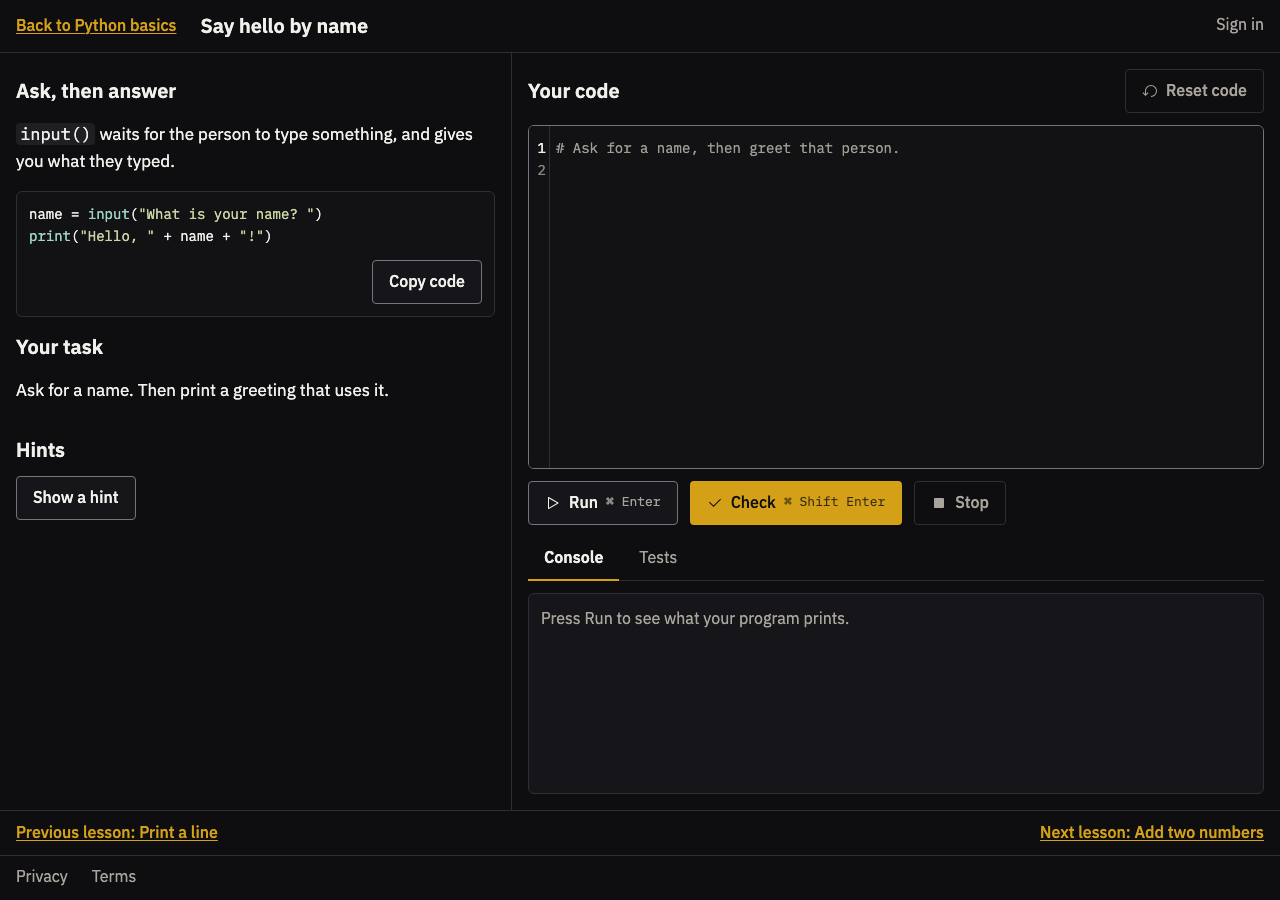 Back to Python basics
Say hello by name
Sign in
Ask, then answer
input() waits for the person to type something, and gives
you what they typed.
name = input("What is your name? ")
print("Hello, " + name + "!")
Copy code
Your task
Ask for a name. Then print a greeting that uses it.
Hints
Show a hint
Your code
Reset code
1 # Ask for a name, then greet that person.
2
Run ⌘ Enter
Check ⌘ Shift Enter
Stop
Console
Tests
Press Run to see what your program prints.
Previous lesson: Print a line
Next lesson: Add two numbers
Privacy
Terms